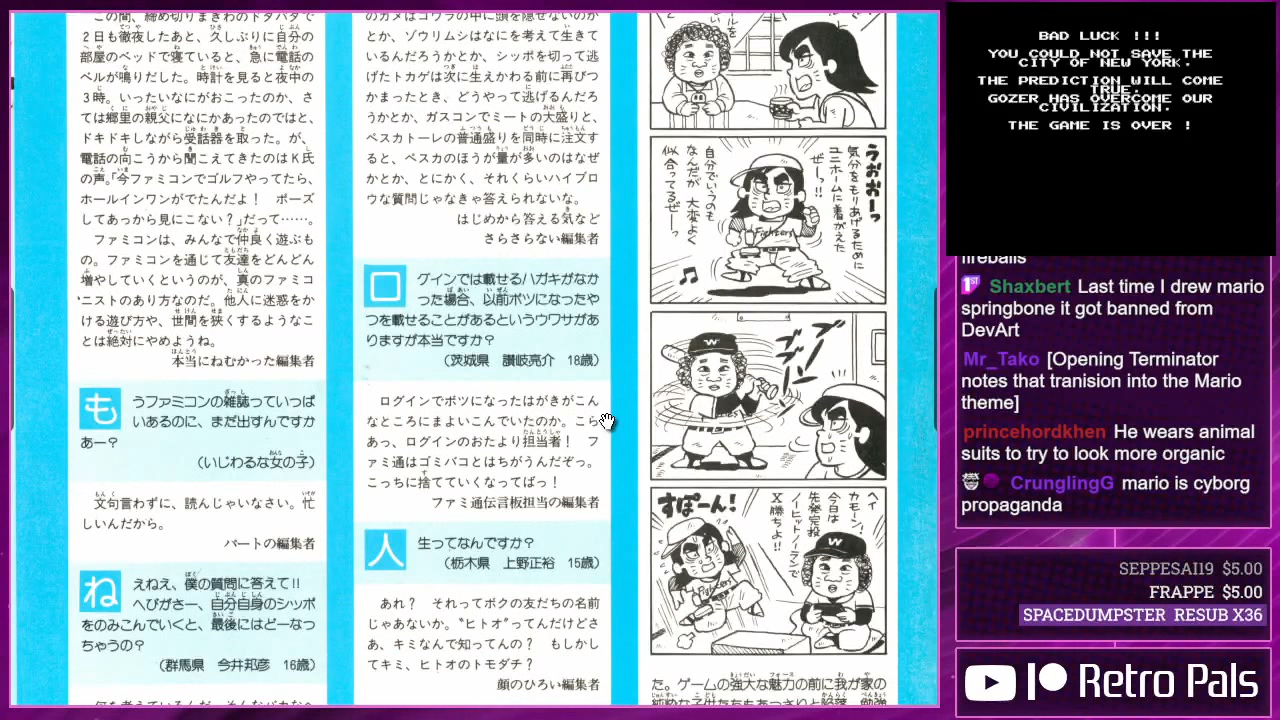 この間、締め切りまぎわのドタバタで
2日も徹夜したあと、久しぶりに自分の
部屋のベッドで寝ていると、急に電話の
ベルが鳴りだした。時計を見ると夜中の
3時。いったいなにがおこったのか、さ
ては郷里の親父になにかあったのではと、
ドキドキしながら受話器を取った。が、
電話の向こうから聞こえてきたのはK氏
の声。「今ファミコンでゴルフやってたら、
ホールインワンがでたんだよ! ポーズ
してあっから見にこない?」だって……。
ファミコンは、みんなで仲良く遊ぶも
の。ファミコンを通じて友達をどんどん
増やしていくというのが、真のファミコ
ニストのあり方なのだ。他人に迷惑をか
ける遊び方や、世間を狭くするようなこ
とは絶対にやめようね。
本当にねむかった編集者
もうファミコンの雑誌っていっぱ
いあるのに、まだ出すんですか
あー?
(いじわるな女の子)
文句言わずに、読んじゃいなさい。忙
しいんだから。
パートの編集者
ねえねえ、僕の質問に答えて!!
へびがさー、自分自身のシッポ
をのみこんでいくと、最後にはどーなっ
ちゃうの?
(群馬県 今井邦彦 16歳)
のカメはコウラの中に頭を隠せないのか
とか、ゾウリムシはなにを考えて生きて
いるんだろうかとか、シッポを切って逃
げたトカゲは次に生えかわる前に再びつ
かまったとき、どうやって逃げるんだろ
うかとか、ガスコンでミートの大盛りと、
ペスカトーレの普通盛りを同時に注文す
ると、ペスカのほうが量が多いのはなぜ
かとか、とにかく、それくらいハイブロ
ウな質問じゃなきゃ答えられないな。
はじめから答える気など
さらさらない編集者
ログインでは載せるハガキがなか
った場合、以前ボツになったや
つを載せることがあるというウワサがあ
りますが本当ですか?
(茨城県 讃岐亮介 18歳)
ログインでボツになったはがきがこん
なところにまよいこんでいたのか。こら
あっ、ログインのおたより担当者! フ
ァミ通はゴミバコとはちがうんだぞっ。
こっちに捨てていくなってばっ!
ファミ通伝言板担当の編集者
人生ってなんですか?
(栃木県 上野正裕 15歳)
あれ? それってボクの友だちの名前
じゃあないか。"ヒトオ"ってんだけどさ
あ、キミなんで知ってんの? もしかし
てキミ、ヒトオのトモダチ?
顔のひろい編集者
うおおーっ
気分をもりあげるために
ユニホームに着がえた
ぜーっ!!
自分でいうのも
なんだが 大変よく
似合ってるぜーっ
Fighters
ブンブン
W
すぽーん!
ヘイ
カモーン!
今日は
先発完投
ノーヒットノーランで
X勝ちよ!!
W
た。ゲームの強大な魅力の前に我が家の
BAD LUCK !!!
YOU COULD NOT SAVE THE
CITY OF NEW YORK.
THE PREDICTION WILL COME
TRUE.
GOZER HAS OVERCOME OUR
CIVILIZATION.
THE GAME IS OVER !
fireballs
1ST Shaxbert Last time I drew mario
springbone it got banned from
DevArt
Mr_Tako [Opening Terminator
notes that tranision into the Mario
theme]
princehordkhen He wears animal
suits to try to look more organic
CrunglingG mario is cyborg
propaganda
SEPPESAI19 $5.00
FRAPPE $5.00
SPACEDUMPSTER RESUB X36
Retro Pals